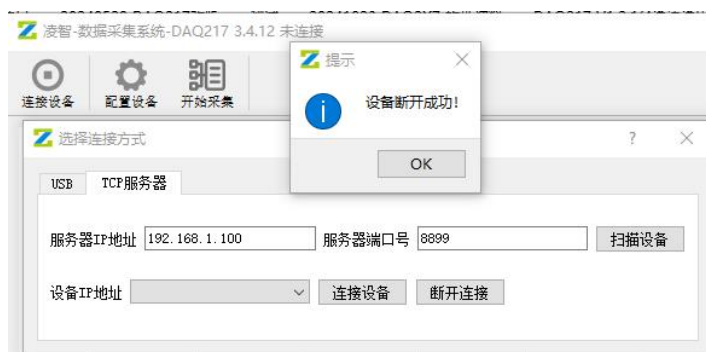 凌智-数据采集系统-DAQ217 3.4.12 未连接
提示
设备断开成功!
OK
连接设备
配置设备
开始采集
选择连接方式
USB
TCP服务器
服务器IP地址 192.168.1.100 服务器端口号 8899 扫描设备
设备IP地址 连接设备 断开连接